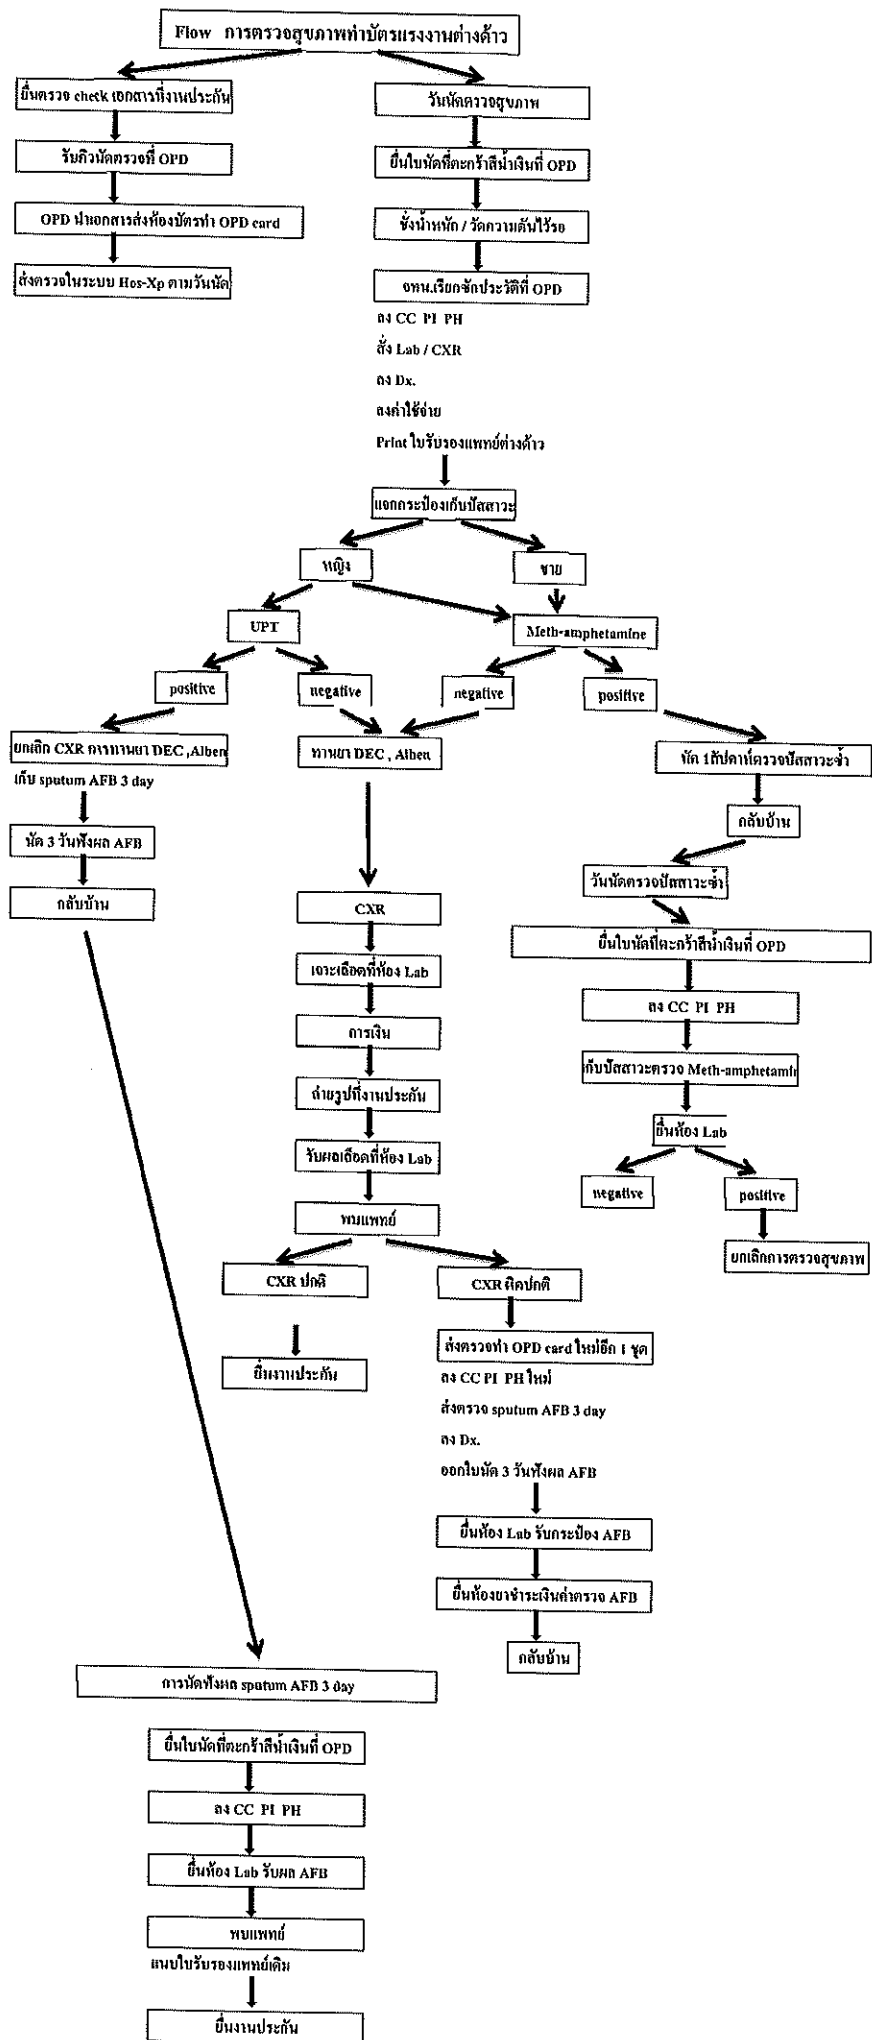 Flow การตรวจสุขภาพทำบัตรแรงงานต่างด้าว
ยื่นตรวจ check เอกสารที่งานประกัน
รับคิวนัดตรวจที่ OPD
OPD นำเอกสารส่งห้องบัตรทำ OPD card
ส่งตรวจในระบบ Hos-Xp ตามวันนัด
วันนัดตรวจสุขภาพ
ยื่นใบนัดที่ตะกร้าสีน้ำเงินที่ OPD
ชั่งน้ำหนัก / วัดความดันไว้รอ
จทน.เรียกซักประวัติที่ OPD
ลง CC PI PH
สั่ง Lab / CXR
ลง Dx.
ลงค่าใช้จ่าย
Print ใบรับรองแพทย์ต่างด้าว
แจกกระป๋องเก็บปัสสาวะ
หญิง
ชาย
UPT
Meth-amphetamine
positive
negative
negative
positive
ยกเลิก CXR การทานยา DEC ,Alben
เก็บ sputum AFB 3 day
นัด 3 วันฟังผล AFB
กลับบ้าน
ทานยา DEC , Alben
นัด 1สัปดาห์ตรวจปัสสาวะซ้ำ
กลับบ้าน
วันนัดตรวจปัสสาวะซ้ำ
ยื่นใบนัดที่ตะกร้าสีน้ำเงินที่ OPD
ลง CC PI PH
เก็บปัสสาวะตรวจ Meth-amphetamin
ยื่นห้อง Lab
negative
positive
ยกเลิกการตรวจสุขภาพ
CXR
เจาะเลือดที่ห้อง Lab
การเงิน
ถ่ายรูปที่งานประกัน
รับผลเลือดที่ห้อง Lab
พบแพทย์
CXR ปกติ
CXR ผิดปกติ
ยื่นงานประกัน
ส่งตรวจทำ OPD card ใหม่อีก 1 ชุด
ลง CC PI PH ใหม่
ส่งตรวจ sputum AFB 3 day
ลง Dx.
ออกใบนัด 3 วันฟังผล AFB
ยื่นห้อง Lab รับกระป๋อง AFB
ยื่นห้องยาชำระเงินค่าตรวจ AFB
กลับบ้าน
การนัดฟังผล sputum AFB 3 day
ยื่นใบนัดที่ตะกร้าสีน้ำเงินที่ OPD
ลง CC PI PH
ยื่นห้อง Lab รับผล AFB
พบแพทย์
แนบใบรับรองแพทย์เดิม
ยื่นงานประกัน